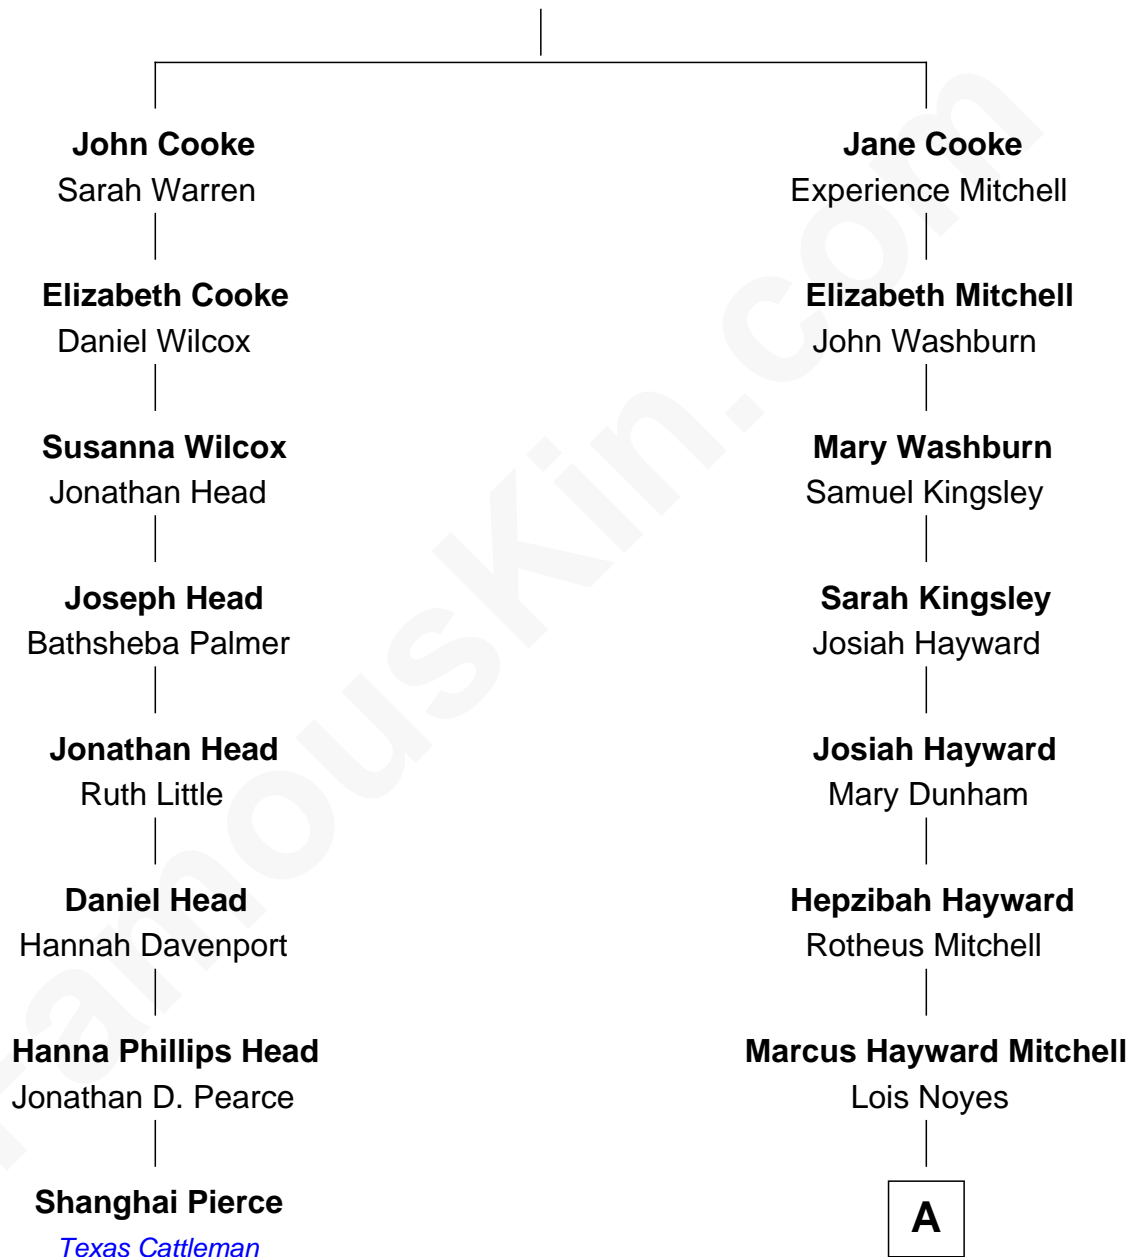 John Cooke
Sarah Warren
Elizabeth Cooke
Daniel Wilcox
Susanna Wilcox
Jonathan Head
Joseph Head
Bathsheba Palmer
Jonathan Head
Ruth Little
Daniel Head
Hannah Davenport
Hanna Phillips Head
Jonathan D. Pearce
Shanghai Pierce
Texas Cattleman
Jane Cooke
Experience Mitchell
Elizabeth Mitchell
John Washburn
Mary Washburn
Samuel Kingsley
Sarah Kingsley
Josiah Hayward
Josiah Hayward
Mary Dunham
Hepzibah Hayward
Rotheus Mitchell
Marcus Hayward Mitchell
Lois Noyes
A
FamousKin.com